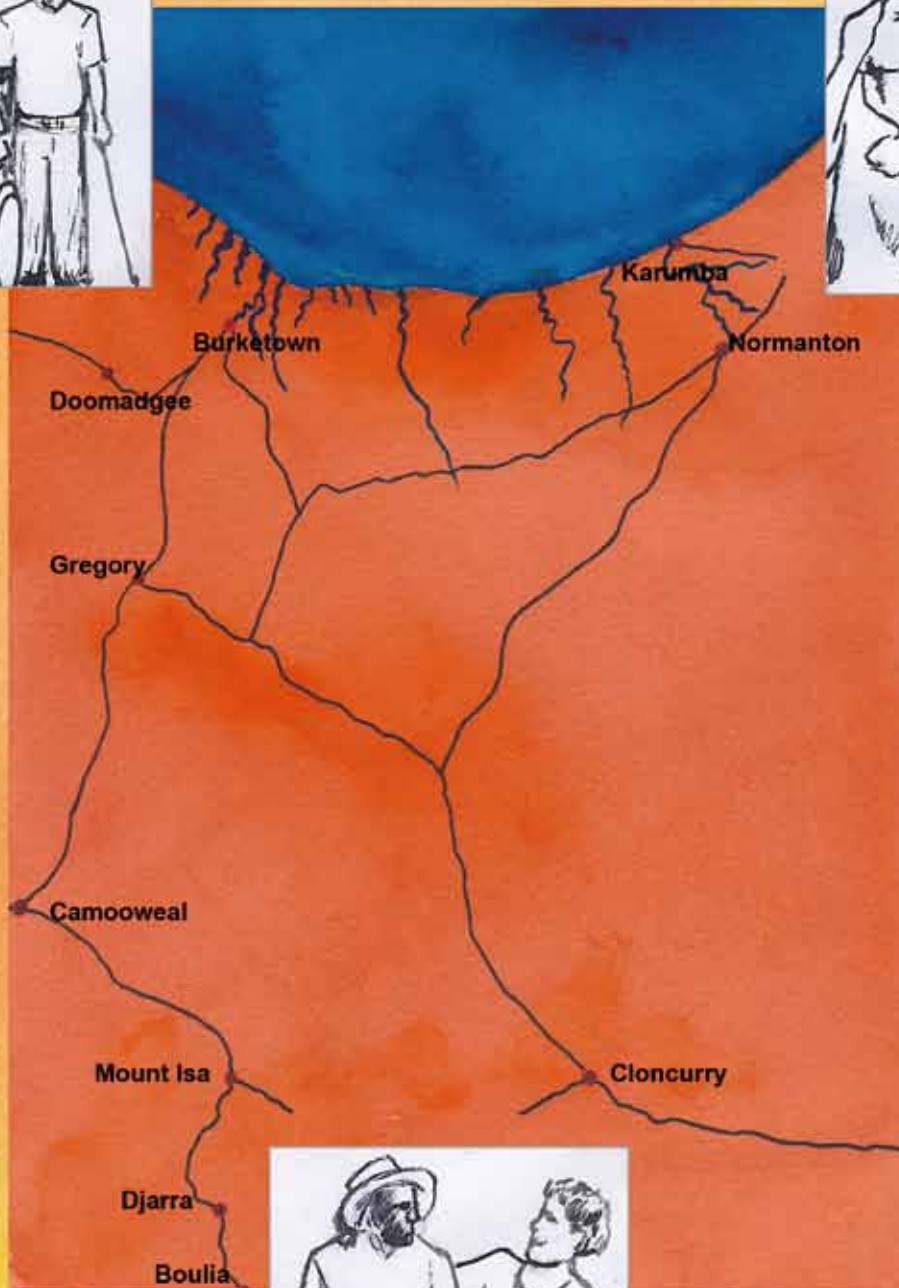 Karumba
Burketown
Normanton
Doomadgee
Gregory
Camooweal
Mount Isa
Cloncurry
Djarra
Boulia